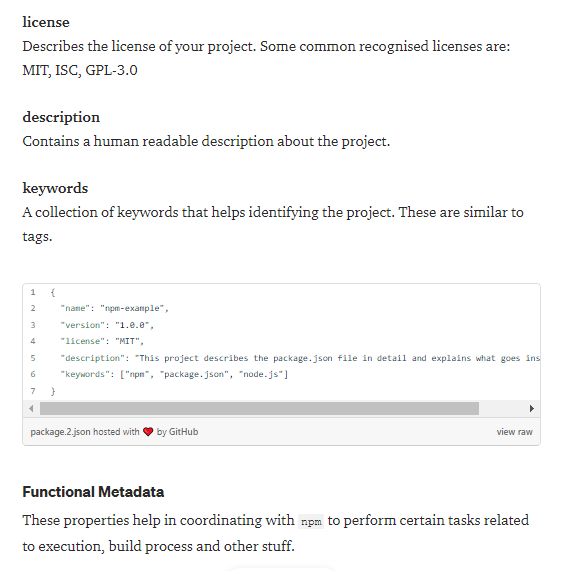 license
Describes the license of your project. Some common recognised licenses are:
MIT, ISC, GPL-3.0
description
Contains a human readable description about the project.
keywords
A collection of keywords that helps identifying the project. These are similar to
tags.
1 {
2 "name": "npm-example",
3 "version": "1.0.0",
4 "license": "MIT",
5 "description": "This project describes the package.json file in detail and explains what goes ins
6 "keywords": ["npm", "package.json", "node.js"]
7 }
package.2.json hosted with ❤ by GitHub view raw
Functional Metadata
These properties help in coordinating with npm to perform certain tasks related
to execution, build process and other stuff.